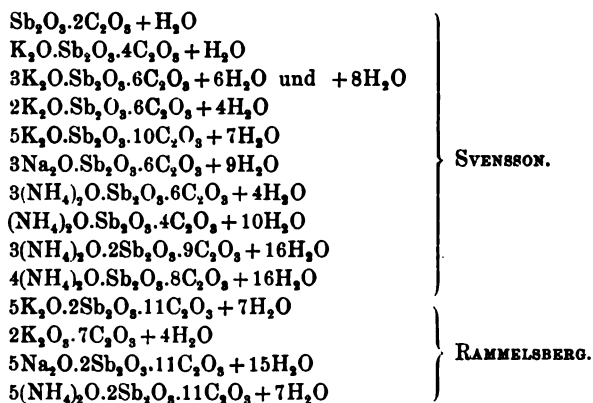 Sb₂O₃.2C₂O₃+H₂O
K₂O.Sb₂O₃.4C₂O₃+H₂O
3K₂O.Sb₂O₃.6C₂O₃+6H₂O und +8H₂O
2K₂O.Sb₂O₃.6C₂O₃+4H₂O
5K₂O.Sb₂O₃.10C₂O₃+7H₂O
3Na₂O.Sb₂O₃.6C₂O₃+9H₂O
3(NH₄)₂O.Sb₂O₃.6C₂O₃+4H₂O
(NH₄)₂O.Sb₂O₃.4C₂O₃+10H₂O
3(NH₄)₂O.2Sb₂O₃.9C₂O₃+16H₂O
4(NH₄)₂O.Sb₂O₃.8C₂O₃+16H₂O
SVENSSON.
5K₂O.2Sb₂O₃.11C₂O₃+7H₂O
2K₂O₃.7C₂O₃+4H₂O
5Na₂O.2Sb₂O₃.11C₂O₃+15H₂O
5(NH₄)₂O.2Sb₂O₃.11C₂O₃+7H₂O
RAMMELSBERG.